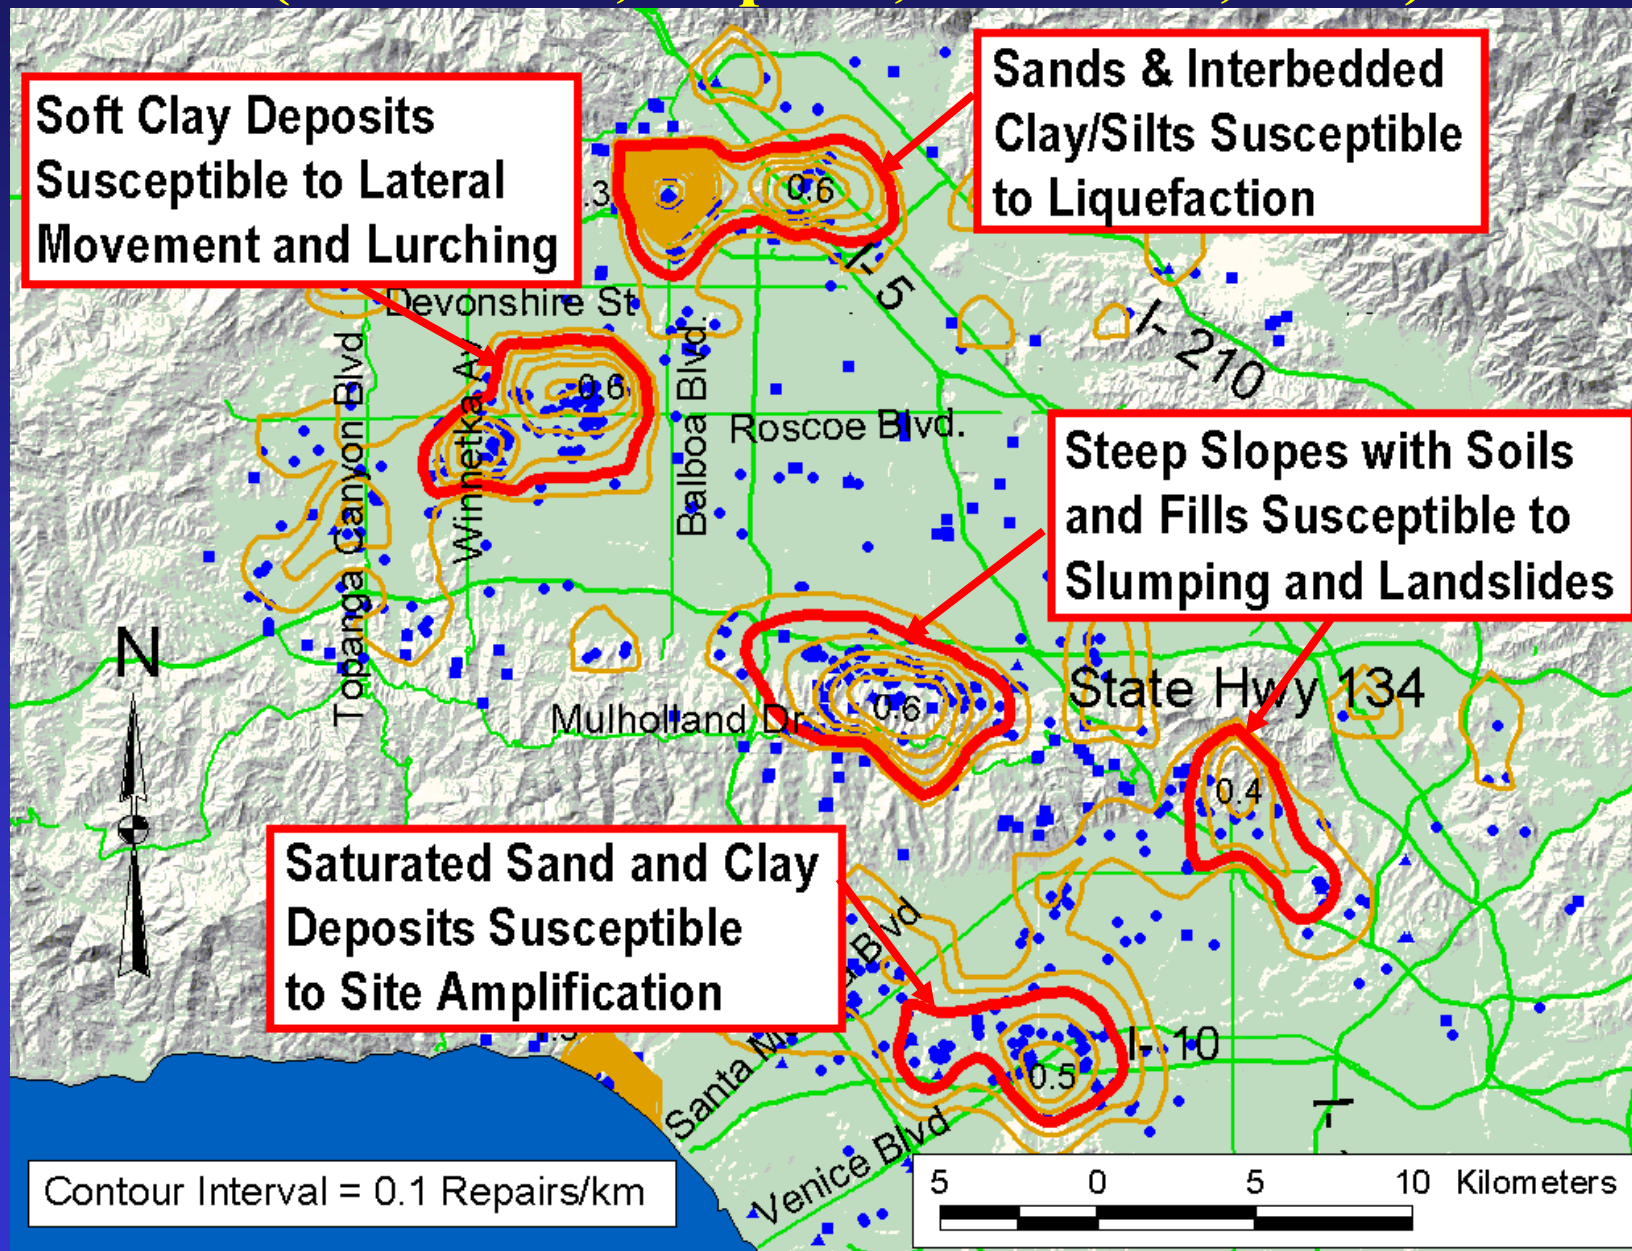 Sands & Interbedded
Clay/Silts Susceptible
to Liquefaction
Soft Clay Deposits
Susceptible to Lateral
Movement and Lurching
.3
0.6
I- 5
Devonshire St
I- 210
Topanga Canyon Blvd
Winnetka Av
0.6
Balboa Blvd.
Roscoe Blvd.
Steep Slopes with Soils
and Fills Susceptible to
Slumping and Landslides
N
State Hwy 134
Mulholland Dr
0.6
0.4
Saturated Sand and Clay
Deposits Susceptible
to Site Amplification
I- 10
0.5
Santa Blvd
Venice Blvd
Contour Interval = 0.1 Repairs/km
5 0 5 10 Kilometers